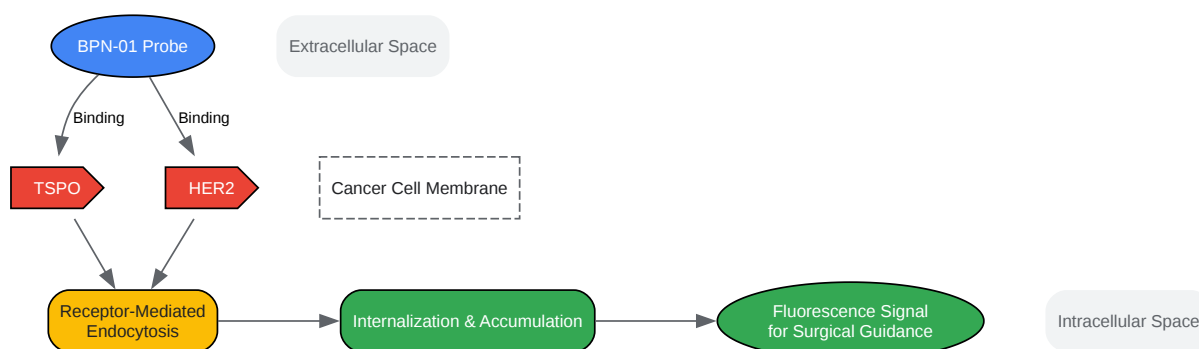 BPN-01 Probe
Extracellular Space
Binding
Binding
TSPO
HER2
Cancer Cell Membrane
Receptor-Mediated
Endocytosis
Internalization & Accumulation
Fluorescence Signal
for Surgical Guidance
Intracellular Space